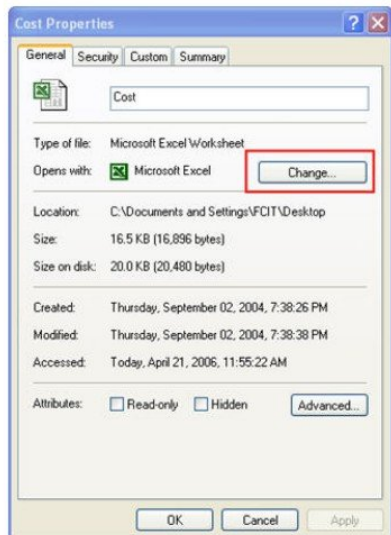 Cost Properties
General Security Custom Summary
Cost
Type of file: Microsoft Excel Worksheet
Opens with: Microsoft Excel Change...
Location: C:\Documents and Settings\FCIT\Desktop
Size: 16.5 KB (16,896 bytes)
Size on disk: 20.0 KB (20,480 bytes)
Created: Thursday, September 02, 2004, 7:38:26 PM
Modified: Thursday, September 02, 2004, 7:38:38 PM
Accessed: Today, April 21, 2006, 11:55:22 AM
Attributes: Read-only Hidden Advanced...
OK Cancel Apply